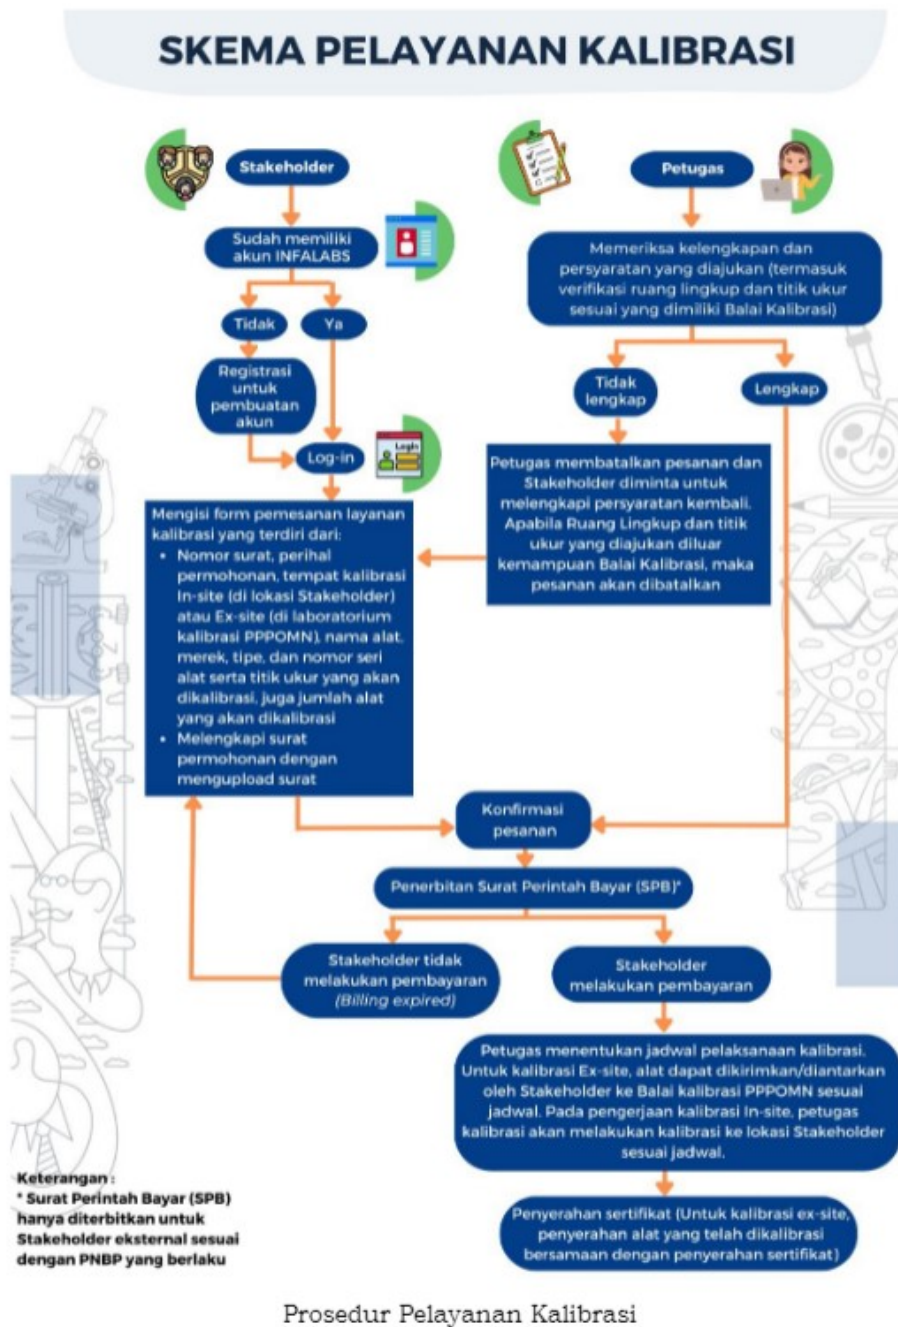 SKEMA PELAYANAN KALIBRASI
Stakeholder
Sudah memiliki
akun INFALABS
Tidak
Ya
Registrasi
untuk
pembuatan
akun
Login
Log-in
Mengisi form pemesanan layanan
kalibrasi yang terdiri dari:
• Nomor surat, perihal
permohonan, tempat kalibrasi
In-site (di lokasi Stakeholder)
atau Ex-site (di laboratorium
kalibrasi PPPOMN), nama alat,
merek, tipe, dan nomor seri
alat serta titik ukur yang akan
dikalibrasi, juga jumlah alat
yang akan dikalibrasi
• Melengkapi surat
permohonan dengan
mengupload surat
Petugas
Memeriksa kelengkapan dan
persyaratan yang diajukan (termasuk
verifikasi ruang lingkup dan titik ukur
sesuai yang dimiliki Balai Kalibrasi)
Tidak
lengkap
Lengkap
Petugas membatalkan pesanan dan
Stakeholder diminta untuk
melengkapi persyaratan kembali.
Apabila Ruang Lingkup dan titik
ukur yang diajukan diluar
kemampuan Balai Kalibrasi, maka
pesanan akan dibatalkan
Konfirmasi
pesanan
Penerbitan Surat Perintah Bayar (SPB)*
Stakeholder tidak
melakukan pembayaran
(Billing expired)
Stakeholder
melakukan pembayaran
Petugas menentukan jadwal pelaksanaan kalibrasi.
Untuk kalibrasi Ex-site, alat dapat dikirimkan/diantarkan
oleh Stakeholder ke Balai kalibrasi PPPOMN sesuai
jadwal. Pada pengerjaan kalibrasi In-site, petugas
kalibrasi akan melakukan kalibrasi ke lokasi Stakeholder
sesuai jadwal.
Penyerahan sertifikat (Untuk kalibrasi ex-site,
penyerahan alat yang telah dikalibrasi
bersamaan dengan penyerahan sertifikat)
Keterangan :
* Surat Perintah Bayar (SPB)
hanya diterbitkan untuk
Stakeholder eksternal sesuai
dengan PNBP yang berlaku
Prosedur Pelayanan Kalibrasi